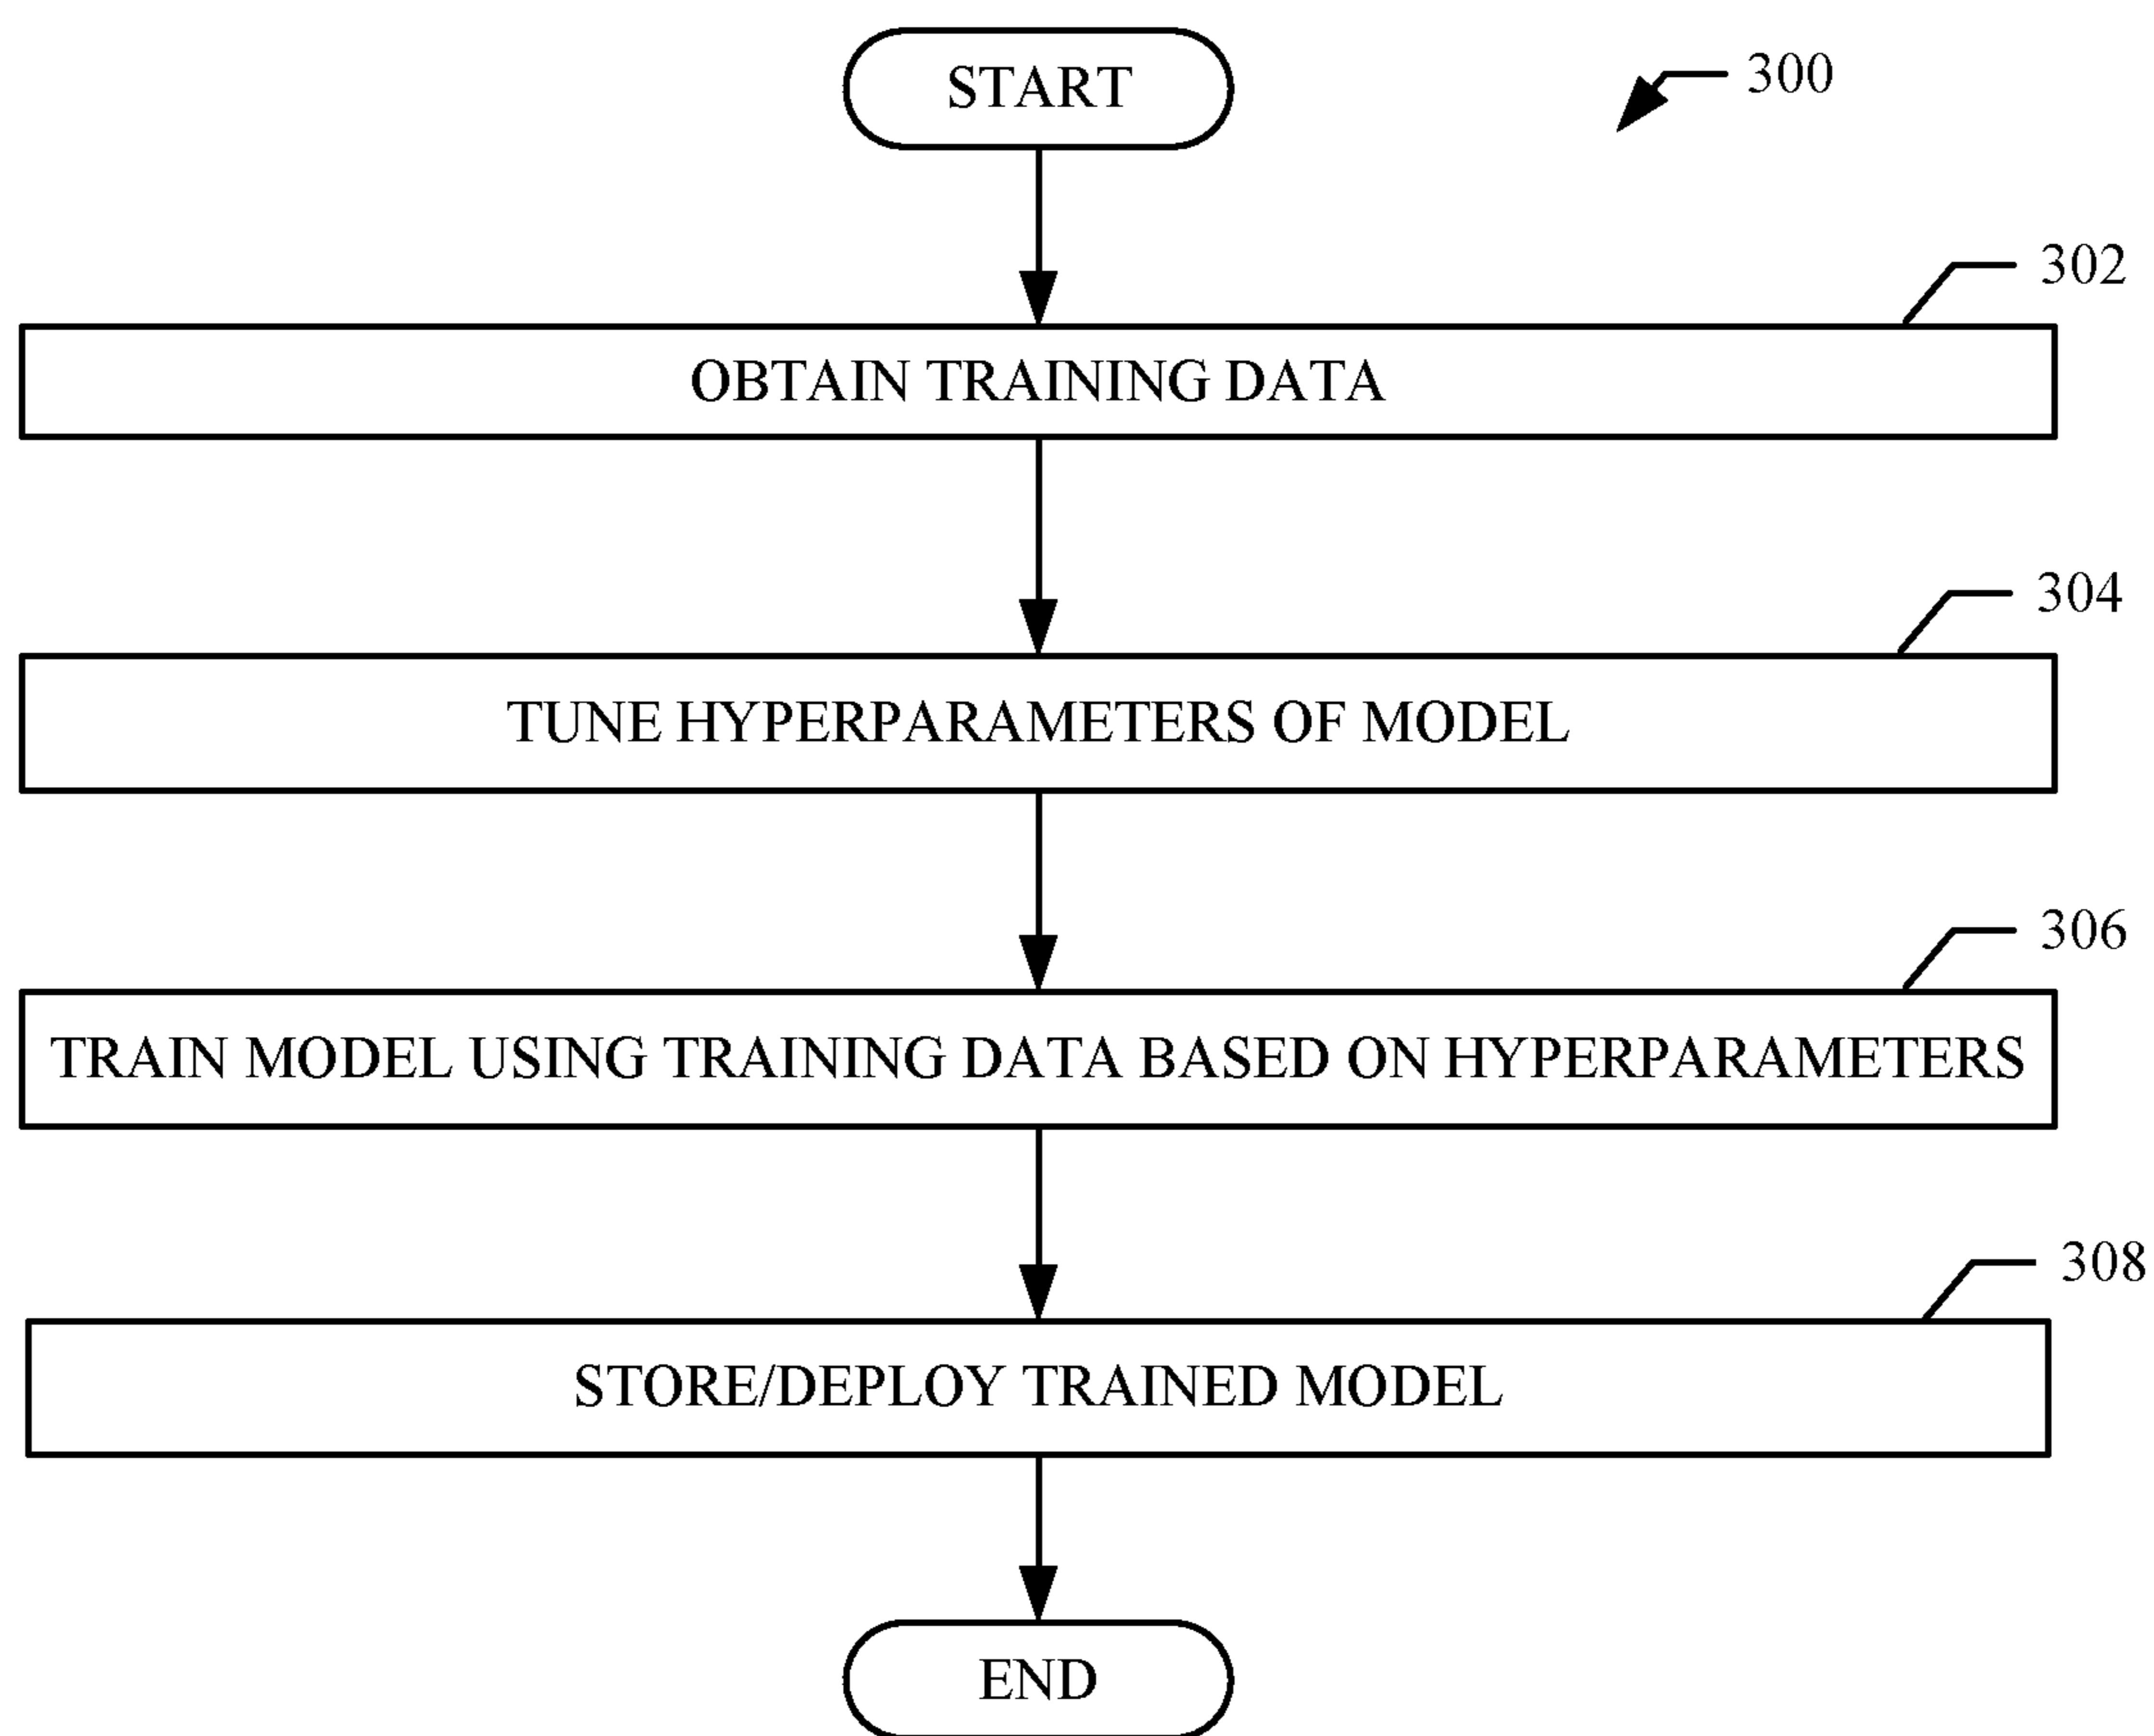 START
300
302
OBTAIN TRAINING DATA
304
TUNE HYPERPARAMETERS OF MODEL
306
TRAIN MODEL USING TRAINING DATA BASED ON HYPERPARAMETERS
308
STORE/DEPLOY TRAINED MODEL
END